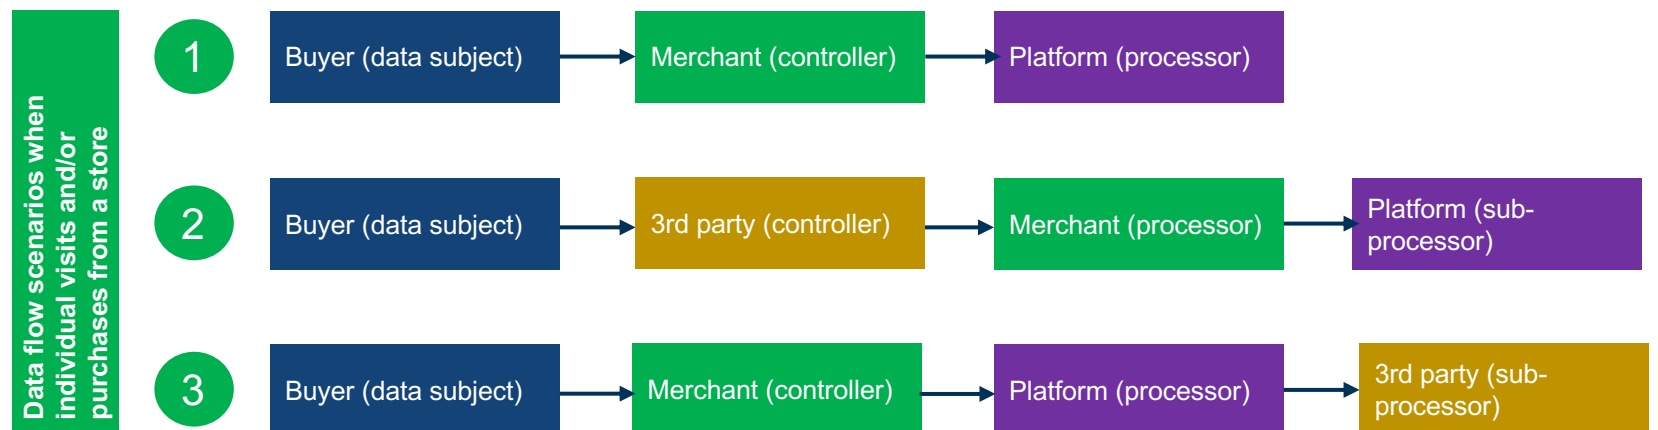 Data flow scenarios when
individual visits and/or
purchases from a store
1
Buyer (data subject)
Merchant (controller)
Platform (processor)
2
Buyer (data subject)
3rd party (controller)
Merchant (processor)
Platform (sub-
processor)
3
Buyer (data subject)
Merchant (controller)
Platform (processor)
3rd party (sub-
processor)